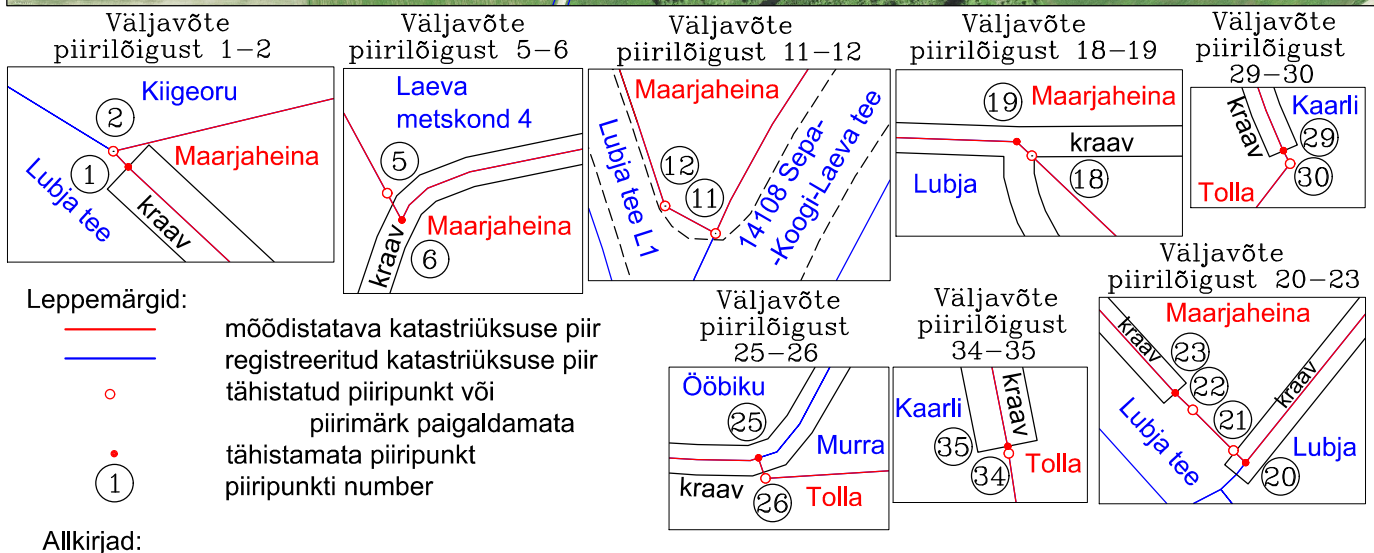 Väljavõte
piirilõigust 1-2
Kiigeoru
2
Maarjaheina
1
Lubja tee
kraav
Väljavõte
piirilõigust 5-6
Laeva
metskond 4
5
Maarjaheina
kraav
6
Väljavõte
piirilõigust 11-12
Maarjaheina
Lubja tee L1
12
11
14108 Sepa-
-Koogi-Laeva tee
Väljavõte
piirilõigust 18-19
19
Maarjaheina
kraav
Lubja
18
Väljavõte
piirilõigust
29-30
kraav
Kaarli
29
30
Tolla
Leppemärgid:
mõõdistatava katastriüksuse piir
registreeritud katastriüksuse piir
tähistatud piiripunkt või
piirimärk paigaldamata
tähistamata piiripunkt
1
piiripunkti number
Väljavõte
piirilõigust
25-26
Ööbiku
25
Murra
kraav
26
Tolla
Väljavõte
piirilõigust
34-35
kraav
Kaarli
35
34
Tolla
Väljavõte
piirilõigust 20-23
Maarjaheina
kraav
23
22
21
kraav
Lubja tee
Lubja
20
Allkirjad: